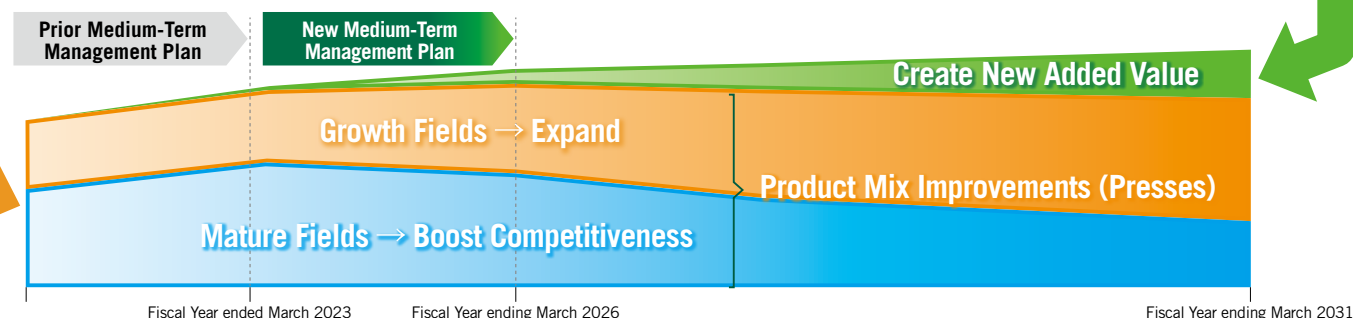 Prior Medium-Term
Management Plan
New Medium-Term
Management Plan
Create New Added Value
Growth Fields → Expand
Product Mix Improvements (Presses)
Mature Fields → Boost Competitiveness
Fiscal Year ended March 2023
Fiscal Year ending March 2026
Fiscal Year ending March 2031